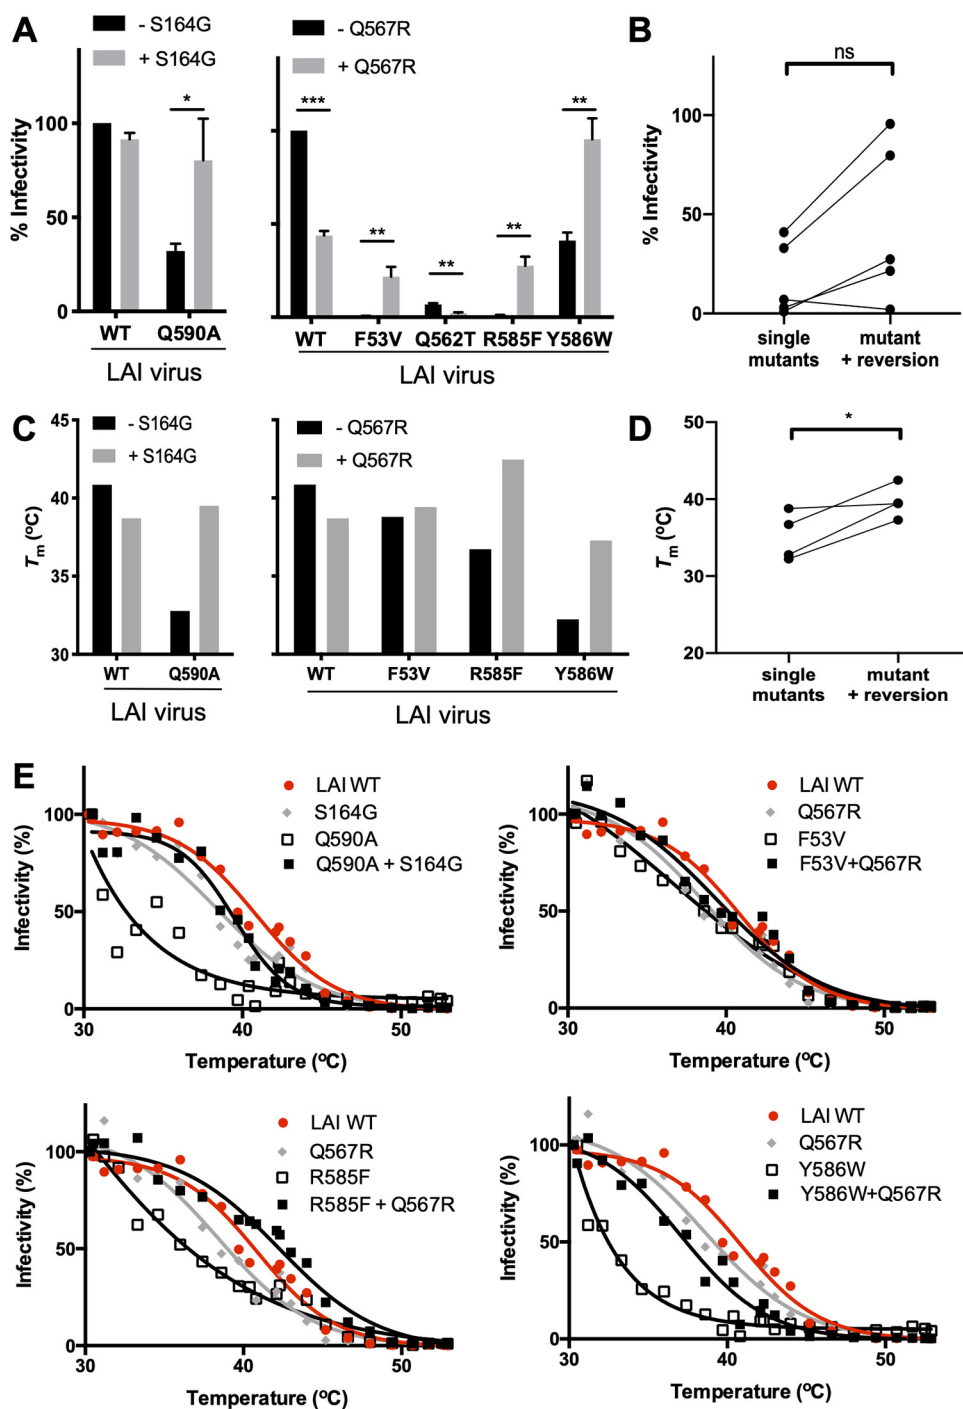 A
- S164G
+ S164G
% Infectivity
100
50
0
WT Q590A
LAI virus
*
- Q567R
+ Q567R
*** ** ** ** **
WT F53V Q562T R585F Y586W
LAI virus
B
ns
% Infectivity
100
50
0
single mutant
mutants + reversion
C
- S164G
+ S164G
Tm (°C)
45
40
35
30
WT Q590A
LAI virus
- Q567R
+ Q567R
WT F53V R585F Y586W
LAI virus
D
*
Tm (°C)
50
40
30
20
single mutant
mutants + reversion
E
LAI WT
S164G
Q590A
Q590A + S164G
Infectivity (%)
100
50
0
30 40 50
Temperature (°C)
LAI WT
Q567R
F53V
F53V+Q567R
Infectivity (%)
100
50
0
30 40 50
Temperature (°C)
LAI WT
Q567R
R585F
R585F + Q567R
Infectivity (%)
100
50
0
30 40 50
Temperature (°C)
LAI WT
Q567R
Y586W
Y586W+Q567R
Infectivity (%)
100
50
0
30 40 50
Temperature (°C)